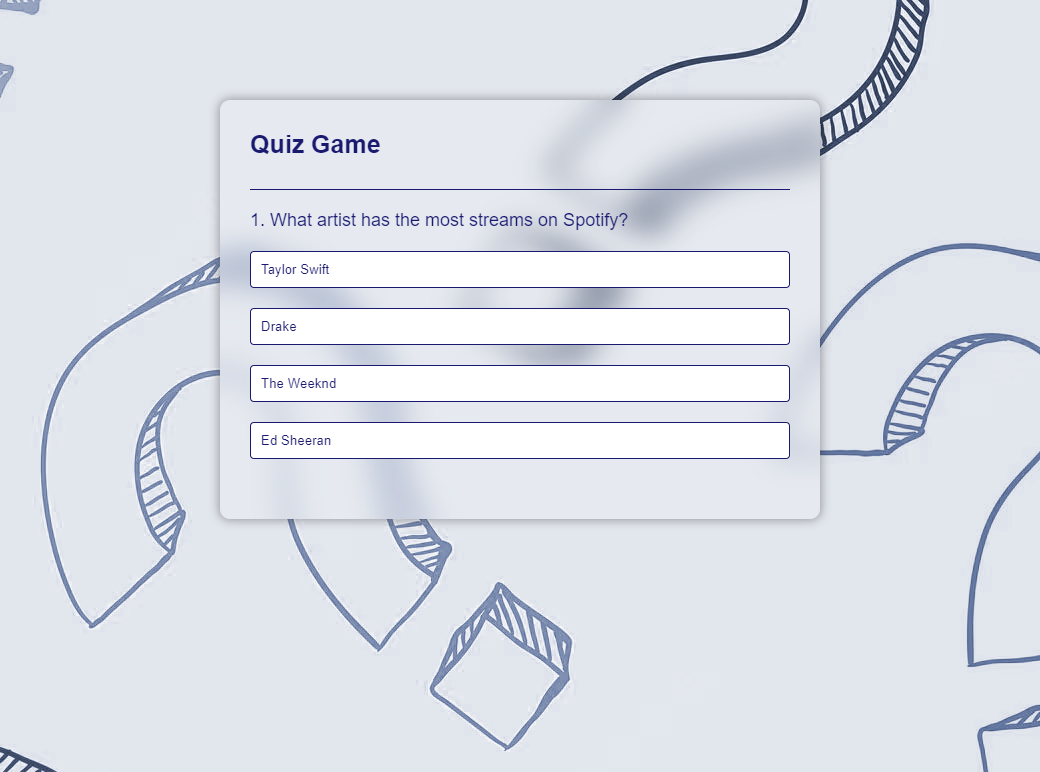 Quiz Game
1. What artist has the most streams on Spotify?
Taylor Swift
Drake
The Weeknd
Ed Sheeran